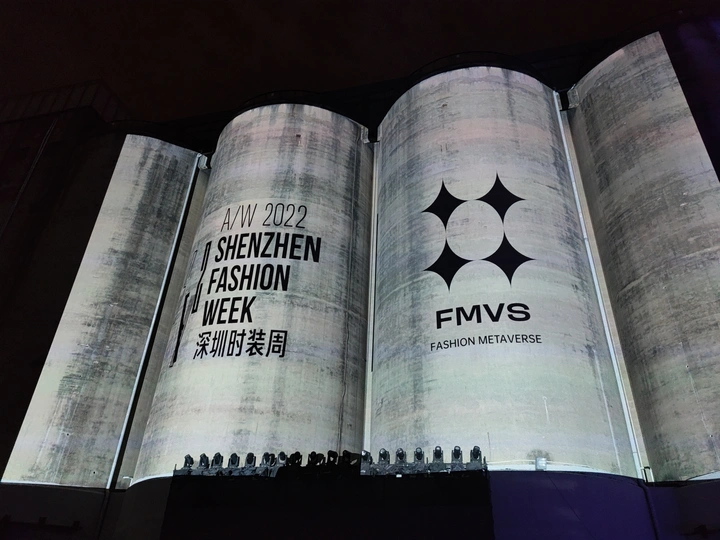 A/W 2022
SHENZHEN
FASHION
WEEK
深圳时装周
FMVS
FASHION METAVERSE